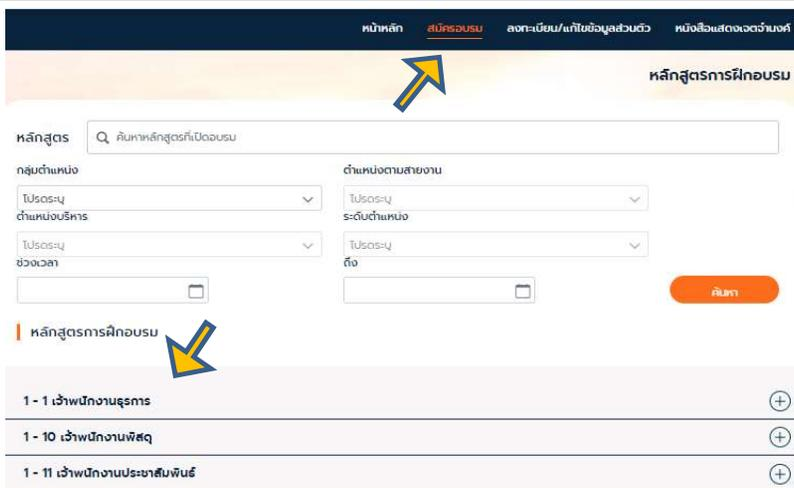 หน้าหลัก สมัครอบรม ลงทะเบียน/แก้ไขข้อมูลส่วนตัว หนังสือแสดงเจตจำนงค์
หลักสูตรการฝึกอบรม
หลักสูตร ค้นหาหลักสูตรที่เปิดอบรม
กลุ่มตำแหน่ง ตำแหน่งตามสายงาน
โปรดระบุ โปรดระบุ
ตำแหน่งบริหาร ระดับตำแหน่ง
โปรดระบุ โปรดระบุ
ช่วงเวลา ถึง
ค้นหา
หลักสูตรการฝึกอบรม
1 - 1 เจ้าพนักงานธุรการ
1 - 10 เจ้าพนักงานพัสดุ
1 - 11 เจ้าพนักงานประชาสัมพันธ์